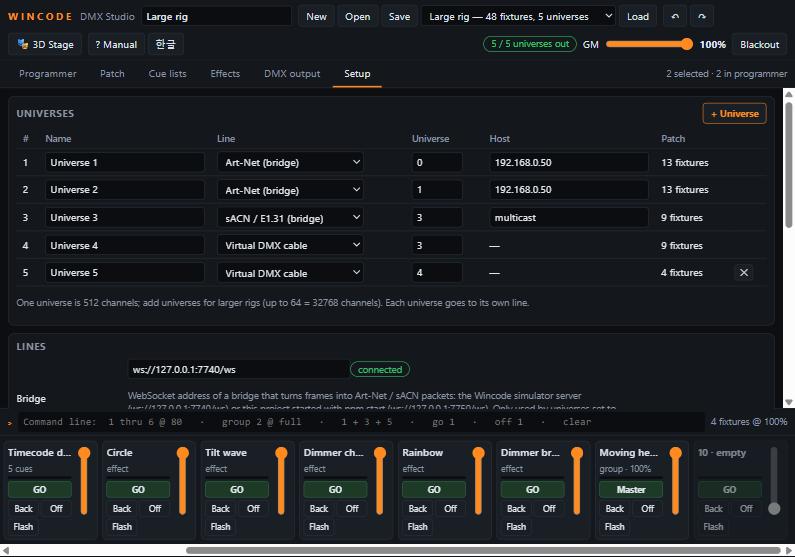 WINCODE DMX Studio Large rig New Open Save Large rig — 48 fixtures, 5 universes Load
3D Stage ? Manual 한글 5 / 5 universes out GM 100% Blackout
Programmer Patch Cue lists Effects DMX output Setup 2 selected · 2 in programmer
UNIVERSES + Universe
# Name Line Universe Host Patch
1 Universe 1 Art-Net (bridge) 0 192.168.0.50 13 fixtures
2 Universe 2 Art-Net (bridge) 1 192.168.0.50 13 fixtures
3 Universe 3 sACN / E1.31 (bridge) 3 multicast 9 fixtures
4 Universe 4 Virtual DMX cable 3 — 9 fixtures
5 Universe 5 Virtual DMX cable 4 — 4 fixtures ✕
One universe is 512 channels; add universes for larger rigs (up to 64 = 32768 channels). Each universe goes to its own line.
LINES
ws://127.0.0.1:7740/ws connected
Bridge WebSocket address of a bridge that turns frames into Art-Net / sACN packets: the Wincode simulator server
> Command line: 1 thru 6 @ 80 · group 2 @ full · 1 + 3 + 5 · go 1 · off 1 · clear 4 fixtures @ 100%
Timecode d... Circle Tilt wave Dimmer ch... Rainbow Dimmer br... Moving he... 10 · empty
5 cues effect effect effect effect effect group · 100%
GO GO GO GO GO GO Master GO
Back Off Back Off Back Off Back Off Back Off Back Off Back Off Back Off
Flash Flash Flash Flash Flash Flash Flash Flash